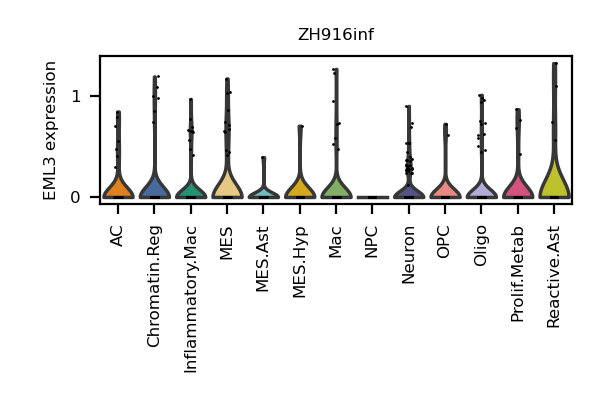 ZH916inf
EML3 expression
1
0
AC
Chromatin.Reg
Inflammatory.Mac
MES
MES.Ast
MES.Hyp
Mac
NPC
Neuron
OPC
Oligo
Prolif.Metab
Reactive.Ast